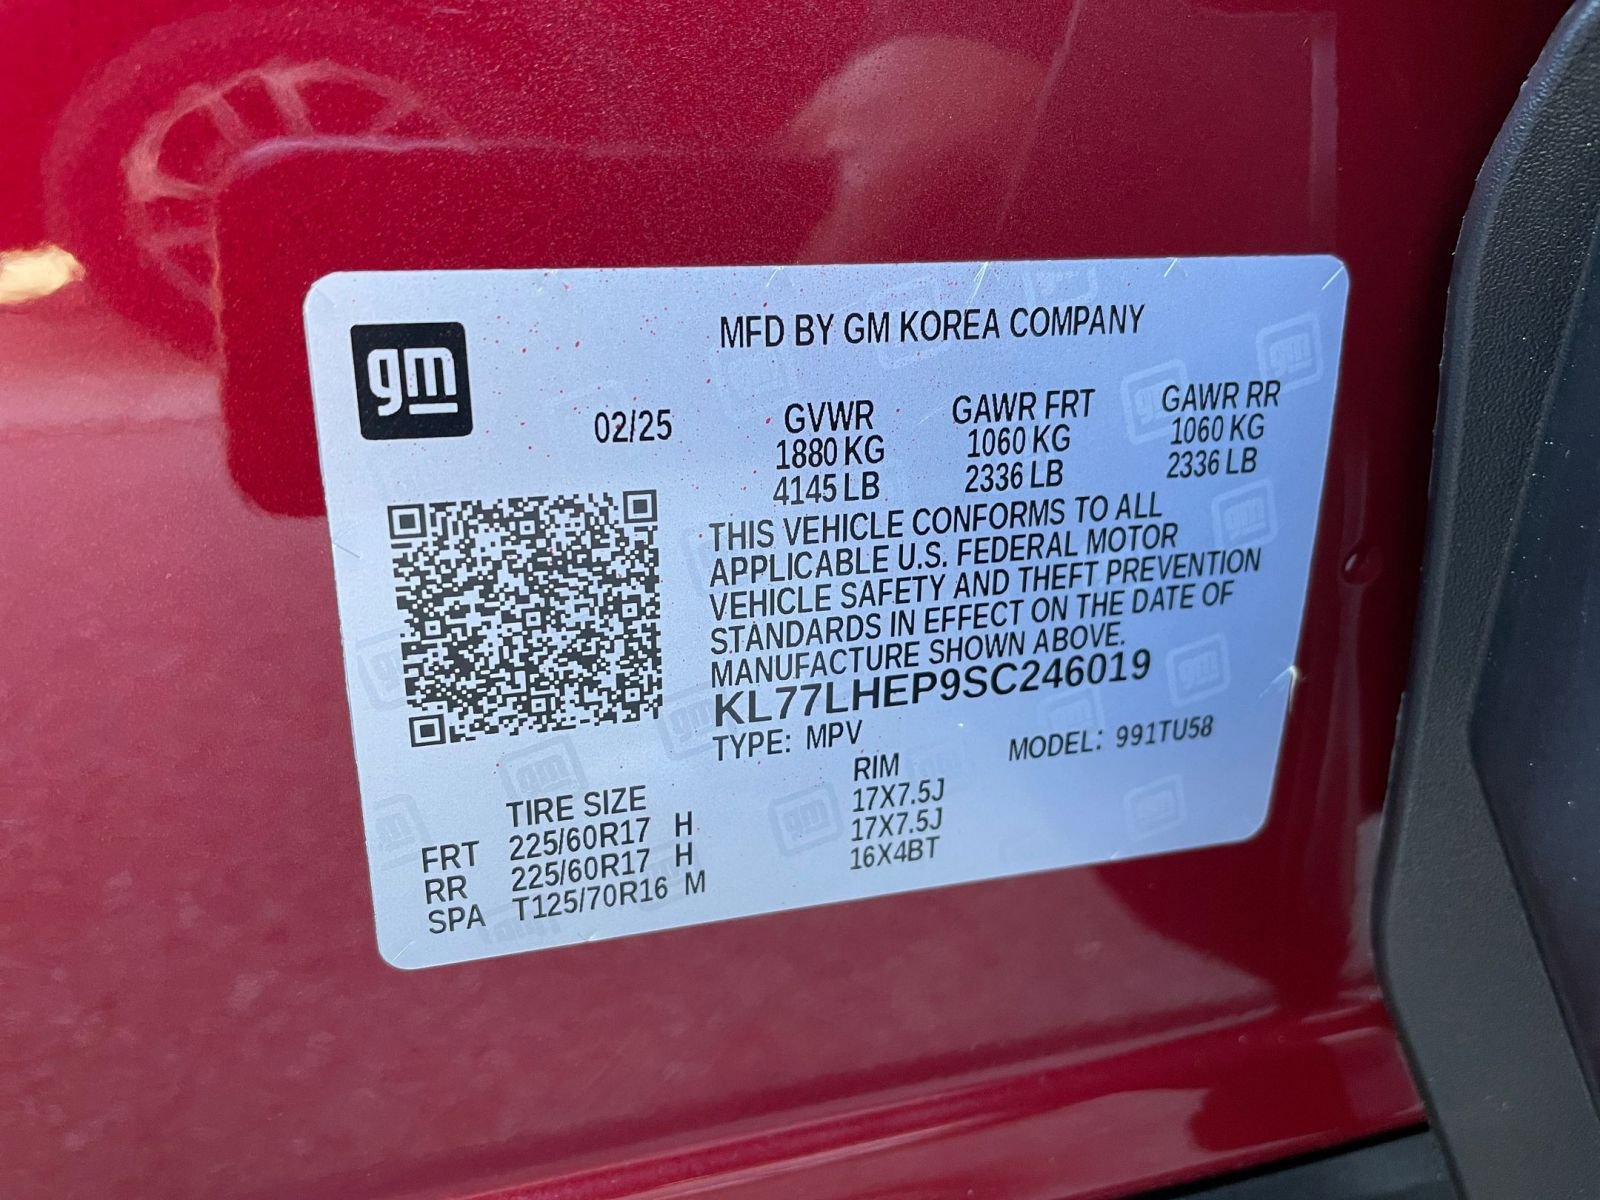 gm
MFD BY GM KOREA COMPANY
02/25
GVWR GAWR FRT GAWR RR
1880 KG 1060 KG 1060 KG
4145 LB 2336 LB 2336 LB
THIS VEHICLE CONFORMS TO ALL
APPLICABLE U.S. FEDERAL MOTOR
VEHICLE SAFETY AND THEFT PREVENTION
STANDARDS IN EFFECT ON THE DATE OF
MANUFACTURE SHOWN ABOVE.
KL77LHEP9SC246019
TYPE: MPV MODEL: 991TU58
TIRE SIZE RIM
FRT 225/60R17 H 17X7.5J
RR 225/60R17 H 17X7.5J
SPA T125/70R16 M 16X4BT